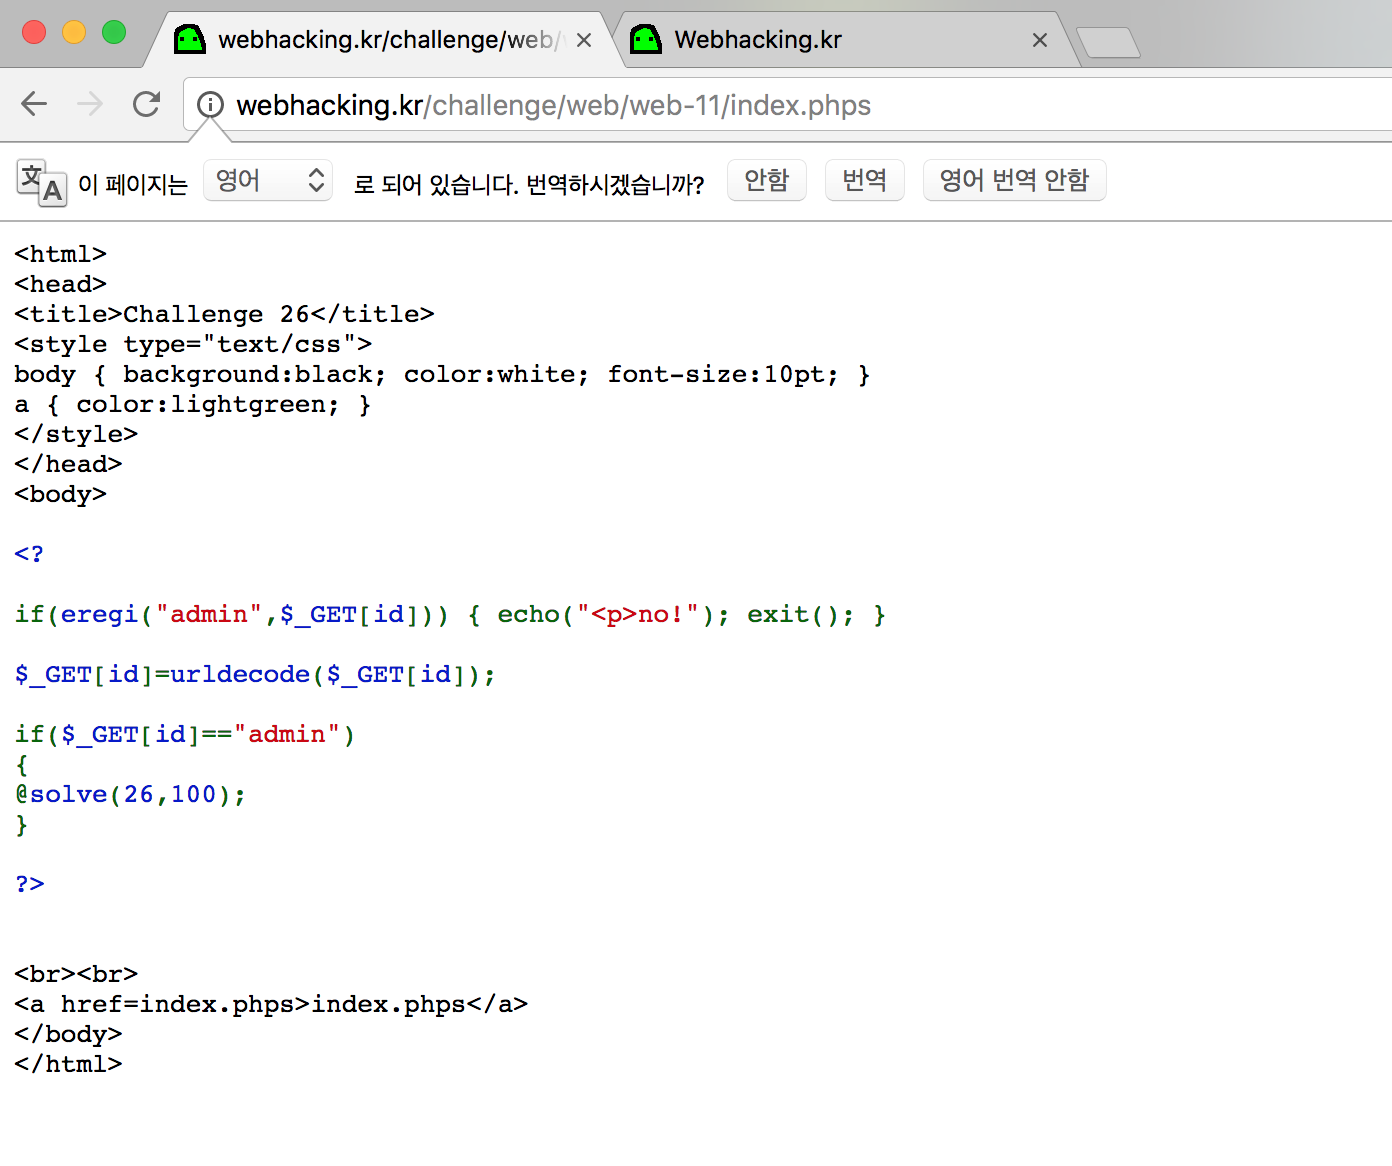 webhacking.kr/challenge/web/
Webhacking.kr
webhacking.kr/challenge/web/web-11/index.phps
文A 이 페이지는 영어 로 되어 있습니다. 번역하시겠습니까? 안함 번역 영어 번역 안함
<html>
<head>
<title>Challenge 26</title>
<style type="text/css">
body { background:black; color:white; font-size:10pt; }
a { color:lightgreen; }
</style>
</head>
<body>
<?
if(eregi("admin",$_GET[id])) { echo("<p>no!"); exit(); }
$_GET[id]=urldecode($_GET[id]);
if($_GET[id]=="admin")
{
@solve(26,100);
}
?>
<br><br>
<a href=index.phps>index.phps</a>
</body>
</html>